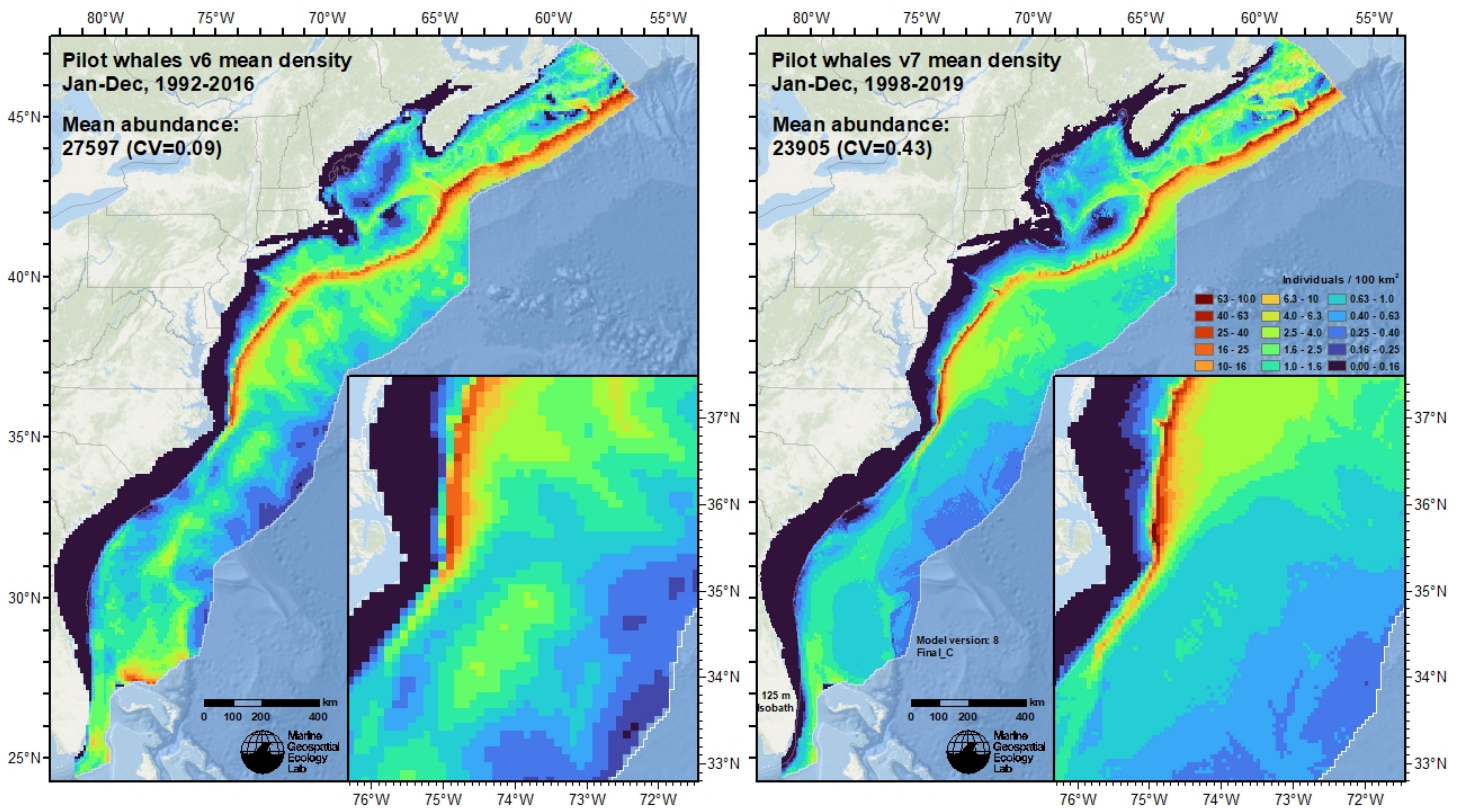 80°W 75°W 70°W 65°W 60°W 55°W
Pilot whales v6 mean density
Jan-Dec, 1992-2016
Mean abundance:
27597 (CV=0.09)
45°N
40°N
35°N
30°N
25°N
0 100 200 400 km
Marine
Geospatial
Ecology
Lab
37°N
36°N
35°N
34°N
33°N
76°W 75°W 74°W 73°W 72°W
80°W 75°W 70°W 65°W 60°W 55°W
Pilot whales v7 mean density
Jan-Dec, 1998-2019
Mean abundance:
23905 (CV=0.43)
Individuals / 100 km²
63 - 100 6.3 - 10 0.63 - 1.0
40 - 63 4.0 - 6.3 0.40 - 0.63
25 - 40 2.5 - 4.0 0.25 - 0.40
16 - 25 1.6 - 2.5 0.16 - 0.25
10- 16 1.0 - 1.6 0.00 - 0.16
Model version: 8
Final_C
125 m
Isobath
0 100 200 400 km
Marine
Geospatial
Ecology
Lab
37°N
36°N
35°N
34°N
33°N
76°W 75°W 74°W 73°W 72°W